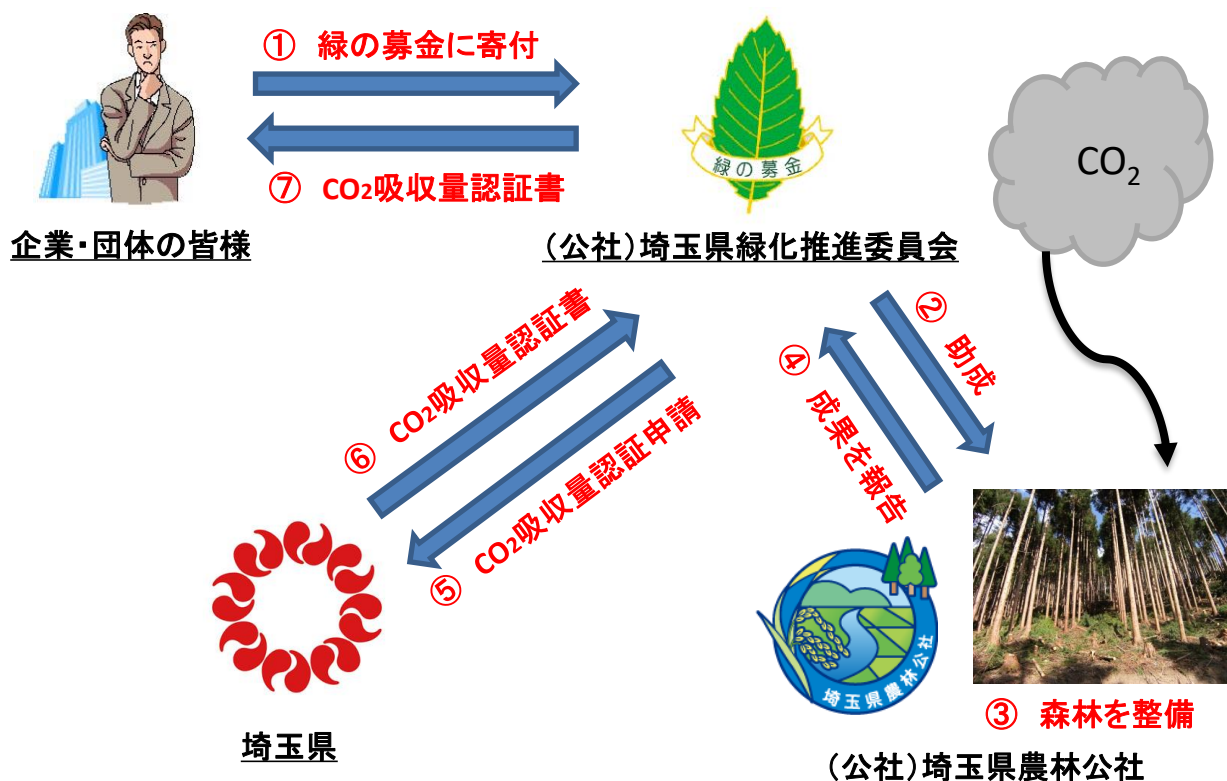 ① 緑の募金に寄付
緑の募金
CO2
⑦ CO2吸収量認証書
企業・団体の皆様
(公社)埼玉県緑化推進委員会
② 助成
④ 成果を報告
⑥ CO2吸収量認証書
⑤ CO2吸収量認証申請
埼玉県農林公社
③ 森林を整備
埼玉県
(公社)埼玉県農林公社